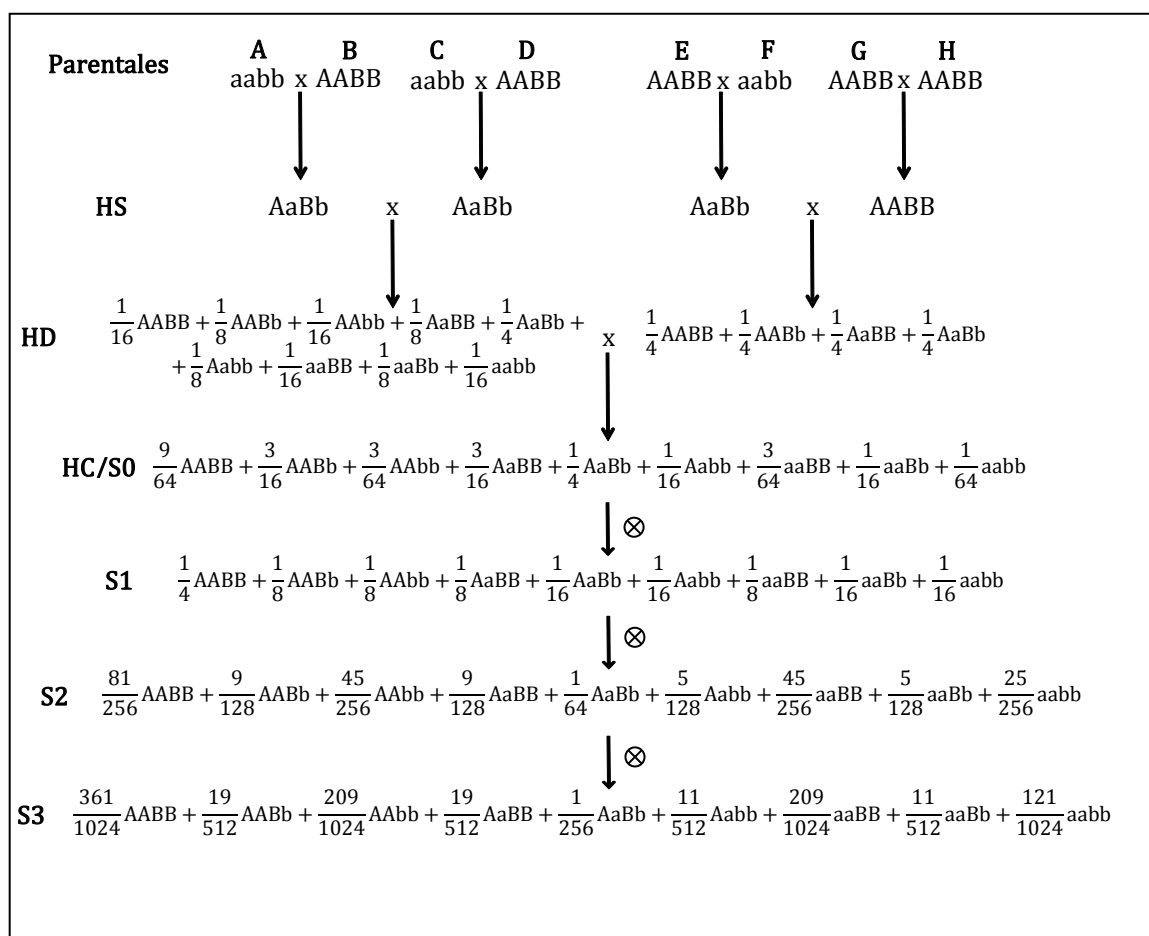 A B C D E F G H
Parentales aabb x AABB aabb x AABB AABB x aabb AABB x AABB
HS AaBb x AaBb AaBb x AABB
HD 1/16 AABB + 1/8 AABb + 1/16 AAbb + 1/8 AaBB + 1/4 AaBb + x 1/4 AABB + 1/4 AABb + 1/4 AaBB + 1/4 AaBb
+ 1/8 Aabb + 1/16 aaBB + 1/8 aaBb + 1/16 aabb
HC/S0 9/64 AABB + 3/16 AABb + 3/64 AAbb + 3/16 AaBB + 1/4 AaBb + 1/16 Aabb + 3/64 aaBB + 1/16 aaBb + 1/64 aabb
⊗
S1 1/4 AABB + 1/8 AABb + 1/8 AAbb + 1/8 AaBB + 1/16 AaBb + 1/16 Aabb + 1/8 aaBB + 1/16 aaBb + 1/16 aabb
⊗
S2 81/256 AABB + 9/128 AABb + 45/256 AAbb + 9/128 AaBB + 1/64 AaBb + 5/128 Aabb + 45/256 aaBB + 5/128 aaBb + 25/256 aabb
⊗
S3 361/1024 AABB + 19/512 AABb + 209/1024 AAbb + 19/512 AaBB + 1/256 AaBb + 11/512 Aabb + 209/1024 aaBB + 11/512 aaBb + 121/1024 aabb